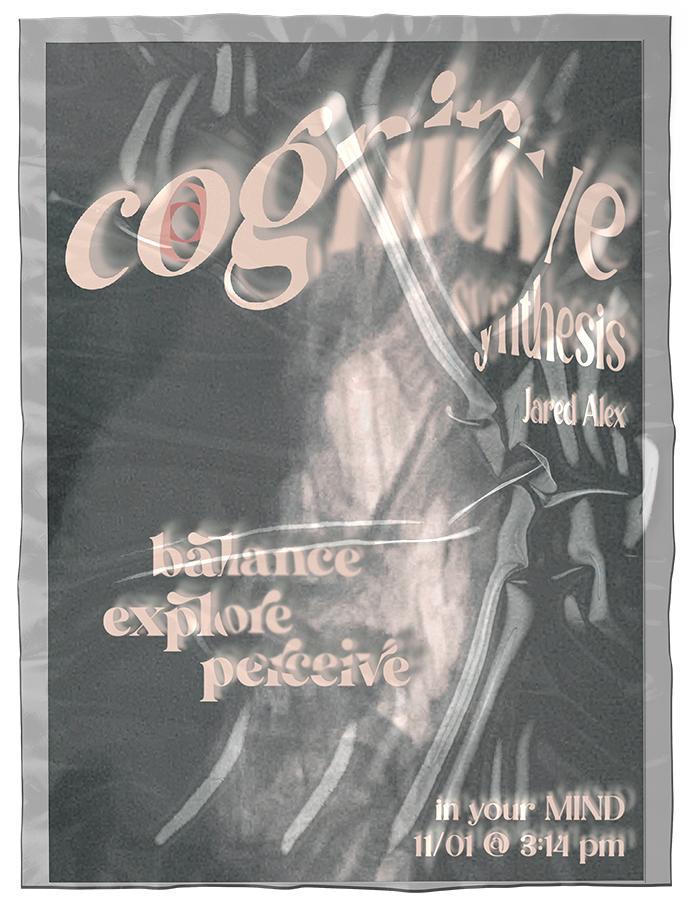 cognitive
synthesis
Jared Alex
balance
explore
perceive
in your MIND
11/01 @ 3:14 pm